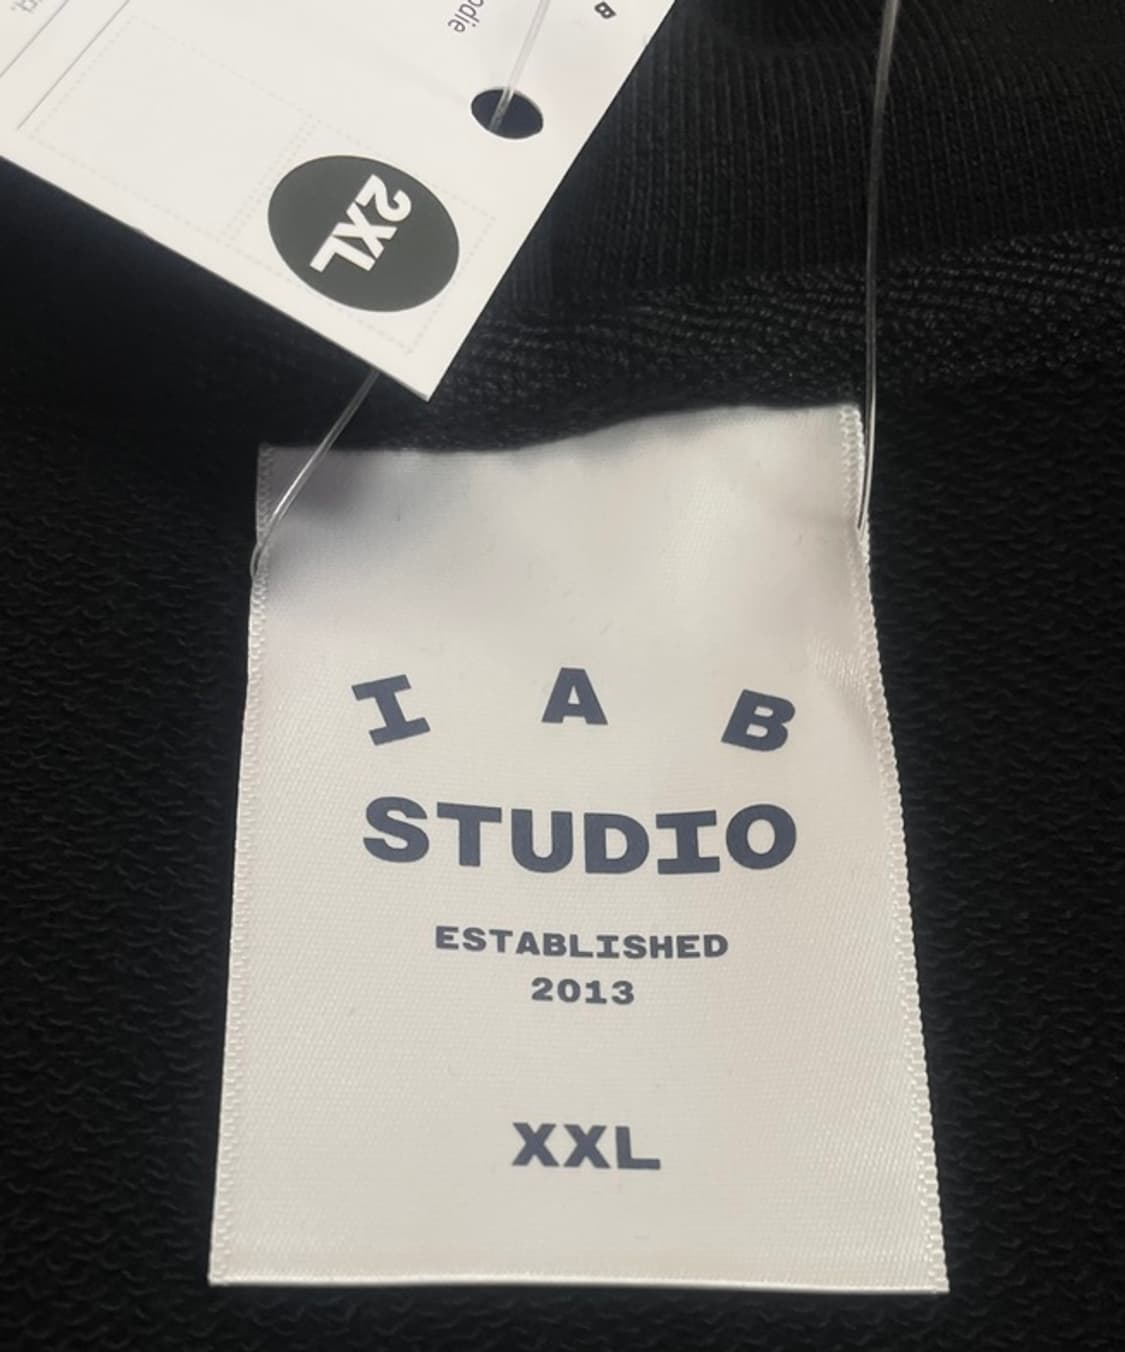 B
2XL
I A B
STUDIO
ESTABLISHED
2013
XXL